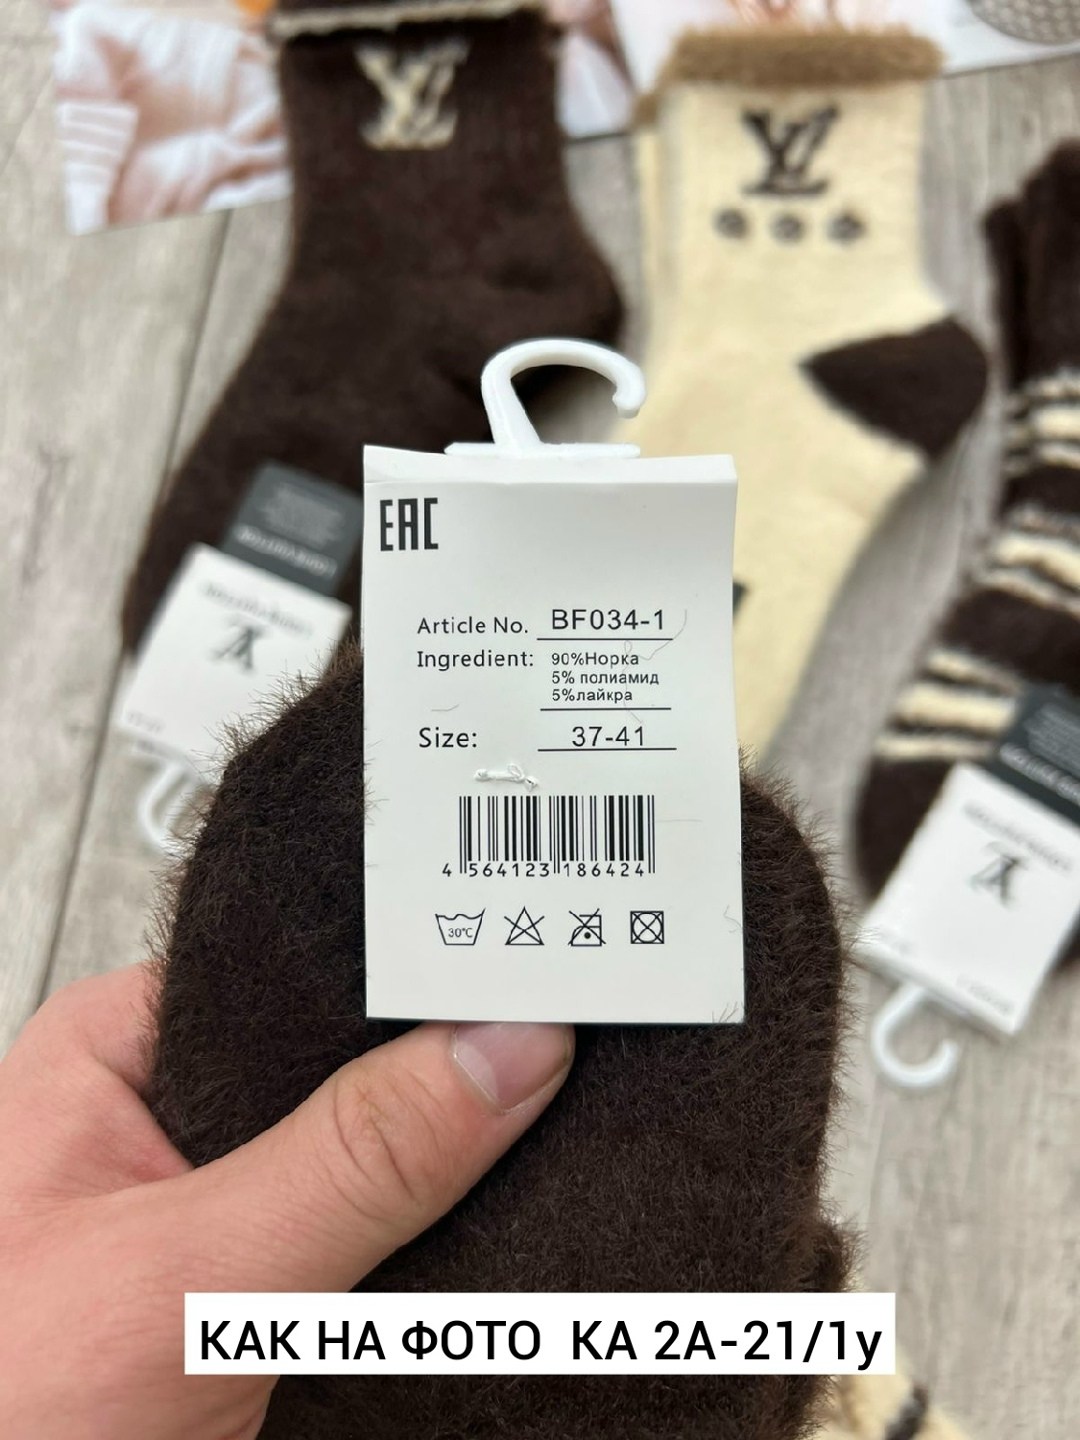 EAC
Article No. BF034-1
Ingredient: 90%Норка
5% полиамид
5%лайкра
Size: 37-41
4 564123 186424
30℃
КАК НА ФОТО КА 2А-21/1у